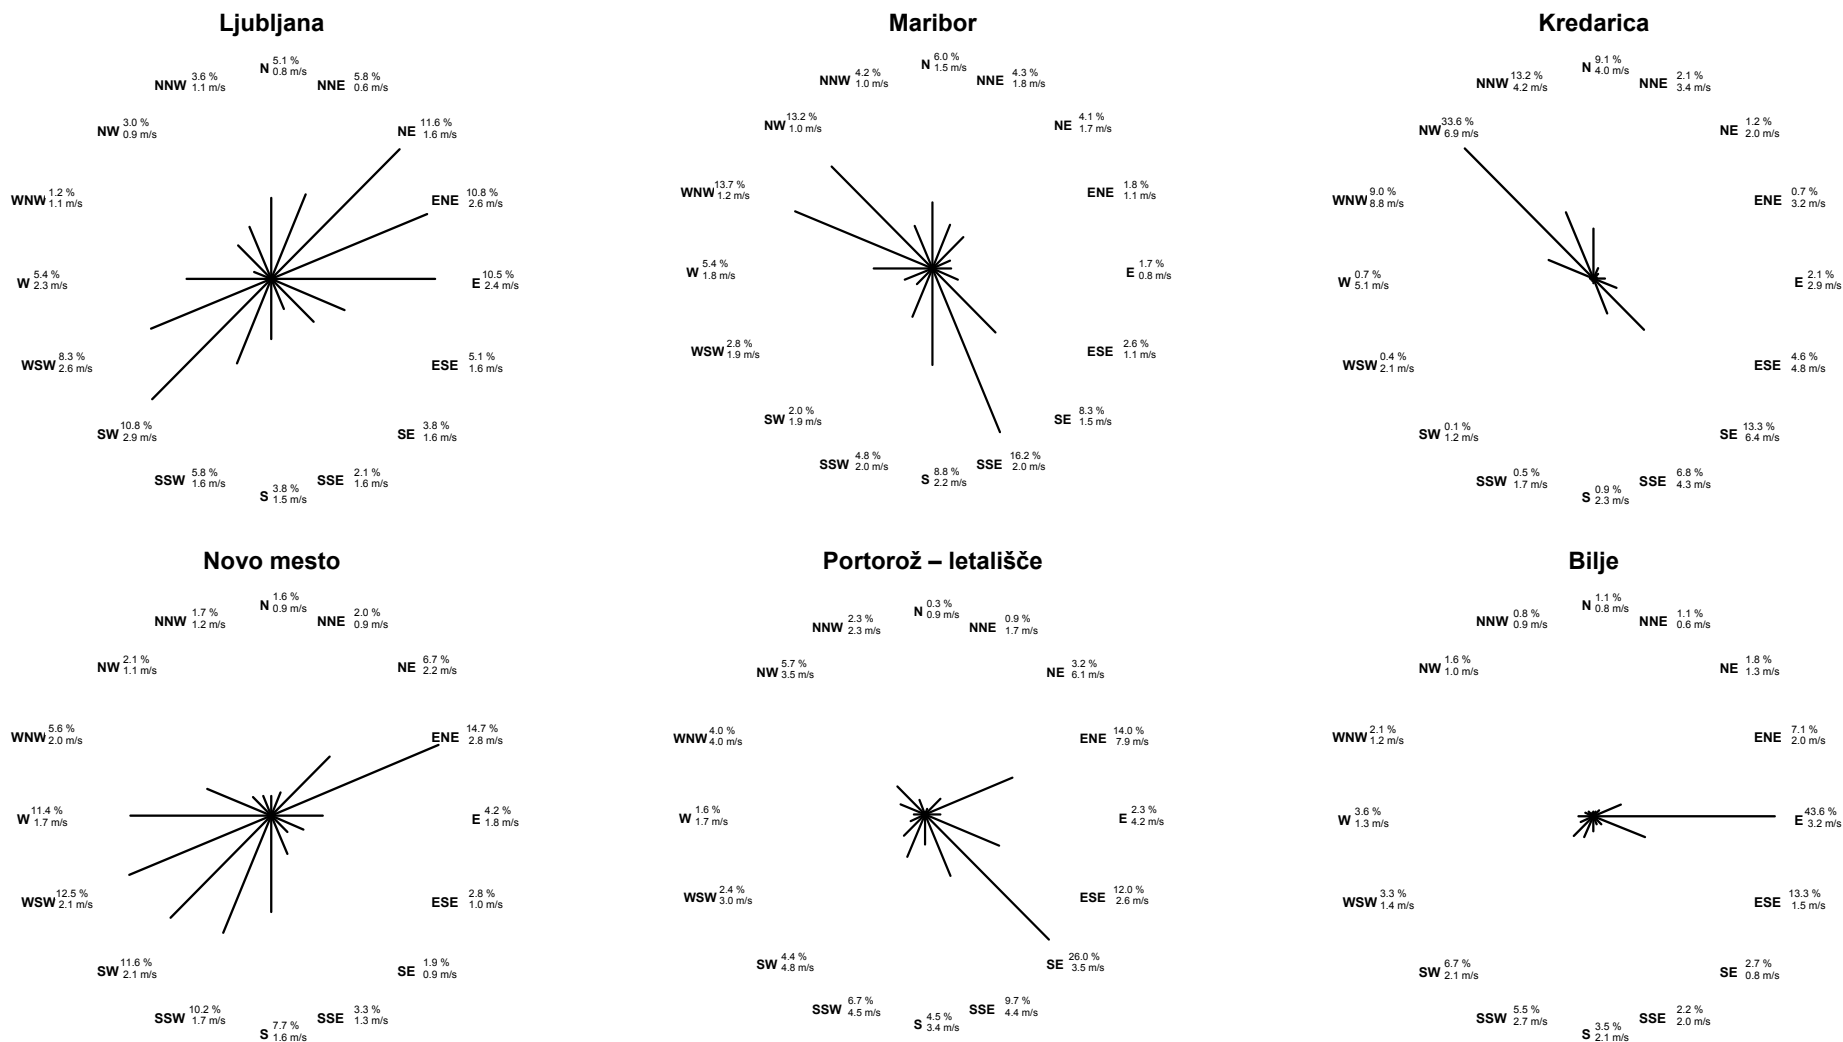 Ljubljana
N 5.1 %
0.8 m/s
NNE 5.8 %
0.6 m/s
NE 11.6 %
1.6 m/s
ENE 10.8 %
2.6 m/s
E 10.5 %
2.4 m/s
ESE 5.1 %
1.6 m/s
SE 3.8 %
1.6 m/s
SSE 2.1 %
1.6 m/s
S 3.8 %
1.5 m/s
SSW 5.8 %
1.6 m/s
SW 10.8 %
2.9 m/s
WSW 8.3 %
2.6 m/s
W 5.4 %
2.3 m/s
WNW 1.2 %
1.1 m/s
NW 3.0 %
0.9 m/s
NNW 3.6 %
1.1 m/s
Maribor
N 6.0 %
1.5 m/s
NNE 4.3 %
1.8 m/s
NE 4.1 %
1.7 m/s
ENE 1.8 %
1.1 m/s
E 1.7 %
0.8 m/s
ESE 2.6 %
1.1 m/s
SE 8.3 %
1.5 m/s
SSE 16.2 %
2.0 m/s
S 8.8 %
2.2 m/s
SSW 4.8 %
2.0 m/s
SW 2.0 %
1.9 m/s
WSW 2.8 %
1.9 m/s
W 5.4 %
1.8 m/s
WNW 13.7 %
1.2 m/s
NW 13.2 %
1.0 m/s
NNW 4.2 %
1.0 m/s
Kredarica
N 9.1 %
4.0 m/s
NNE 2.1 %
3.4 m/s
NE 1.2 %
2.0 m/s
ENE 0.7 %
3.2 m/s
E 2.1 %
2.9 m/s
ESE 4.6 %
4.8 m/s
SE 13.3 %
6.4 m/s
SSE 6.8 %
4.3 m/s
S 0.9 %
2.3 m/s
SSW 0.5 %
1.7 m/s
SW 0.1 %
1.2 m/s
WSW 0.4 %
2.1 m/s
W 0.7 %
5.1 m/s
WNW 9.0 %
8.8 m/s
NW 33.6 %
6.9 m/s
NNW 13.2 %
4.2 m/s
Novo mesto
N 1.6 %
0.9 m/s
NNE 2.0 %
0.9 m/s
NE 6.7 %
2.2 m/s
ENE 14.7 %
2.8 m/s
E 4.2 %
1.8 m/s
ESE 2.8 %
1.0 m/s
SE 1.9 %
0.9 m/s
SSE 3.3 %
1.3 m/s
S 7.7 %
1.6 m/s
SSW 10.2 %
1.7 m/s
SW 11.6 %
2.1 m/s
WSW 12.5 %
2.1 m/s
W 11.4 %
1.7 m/s
WNW 5.6 %
2.0 m/s
NW 2.1 %
1.1 m/s
NNW 1.7 %
1.2 m/s
Portorož – letališče
N 0.3 %
0.9 m/s
NNE 0.9 %
1.7 m/s
NE 3.2 %
6.1 m/s
ENE 14.0 %
7.9 m/s
E 2.3 %
4.2 m/s
ESE 12.0 %
2.6 m/s
SE 26.0 %
3.5 m/s
SSE 9.7 %
4.4 m/s
S 4.5 %
3.4 m/s
SSW 6.7 %
4.5 m/s
SW 4.4 %
4.8 m/s
WSW 2.4 %
3.0 m/s
W 1.6 %
1.7 m/s
WNW 4.0 %
4.0 m/s
NW 5.7 %
3.5 m/s
NNW 2.3 %
2.3 m/s
Bilje
N 1.1 %
0.8 m/s
NNE 1.1 %
0.6 m/s
NE 1.8 %
1.3 m/s
ENE 7.1 %
2.0 m/s
E 43.6 %
3.2 m/s
ESE 13.3 %
1.5 m/s
SE 2.7 %
0.8 m/s
SSE 2.2 %
2.0 m/s
S 3.5 %
2.1 m/s
SSW 5.5 %
2.7 m/s
SW 6.7 %
2.1 m/s
WSW 3.3 %
1.4 m/s
W 3.6 %
1.3 m/s
WNW 2.1 %
1.2 m/s
NW 1.6 %
1.0 m/s
NNW 0.8 %
0.9 m/s